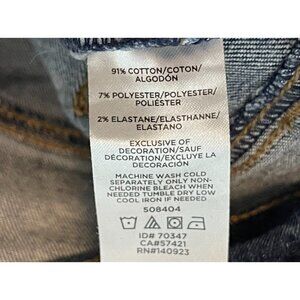 91% COTTON/COTON/
ALGODÓN
7% POLYESTER/POLYESTER/
POLIÉSTER
2% ELASTANE/ELASTHANNE/
ELASTANO
EXCLUSIVE OF
DECORATION/SAUF
DÉCORATION/EXCLUYE LA
DECORACIÓN
MACHINE WASH COLD
SEPARATELY ONLY NON-
CHLORINE BLEACH WHEN
NEEDED TUMBLE DRY LOW
COOL IRON IF NEEDED
508404
ID# 70347
CA#57421
RN#140923